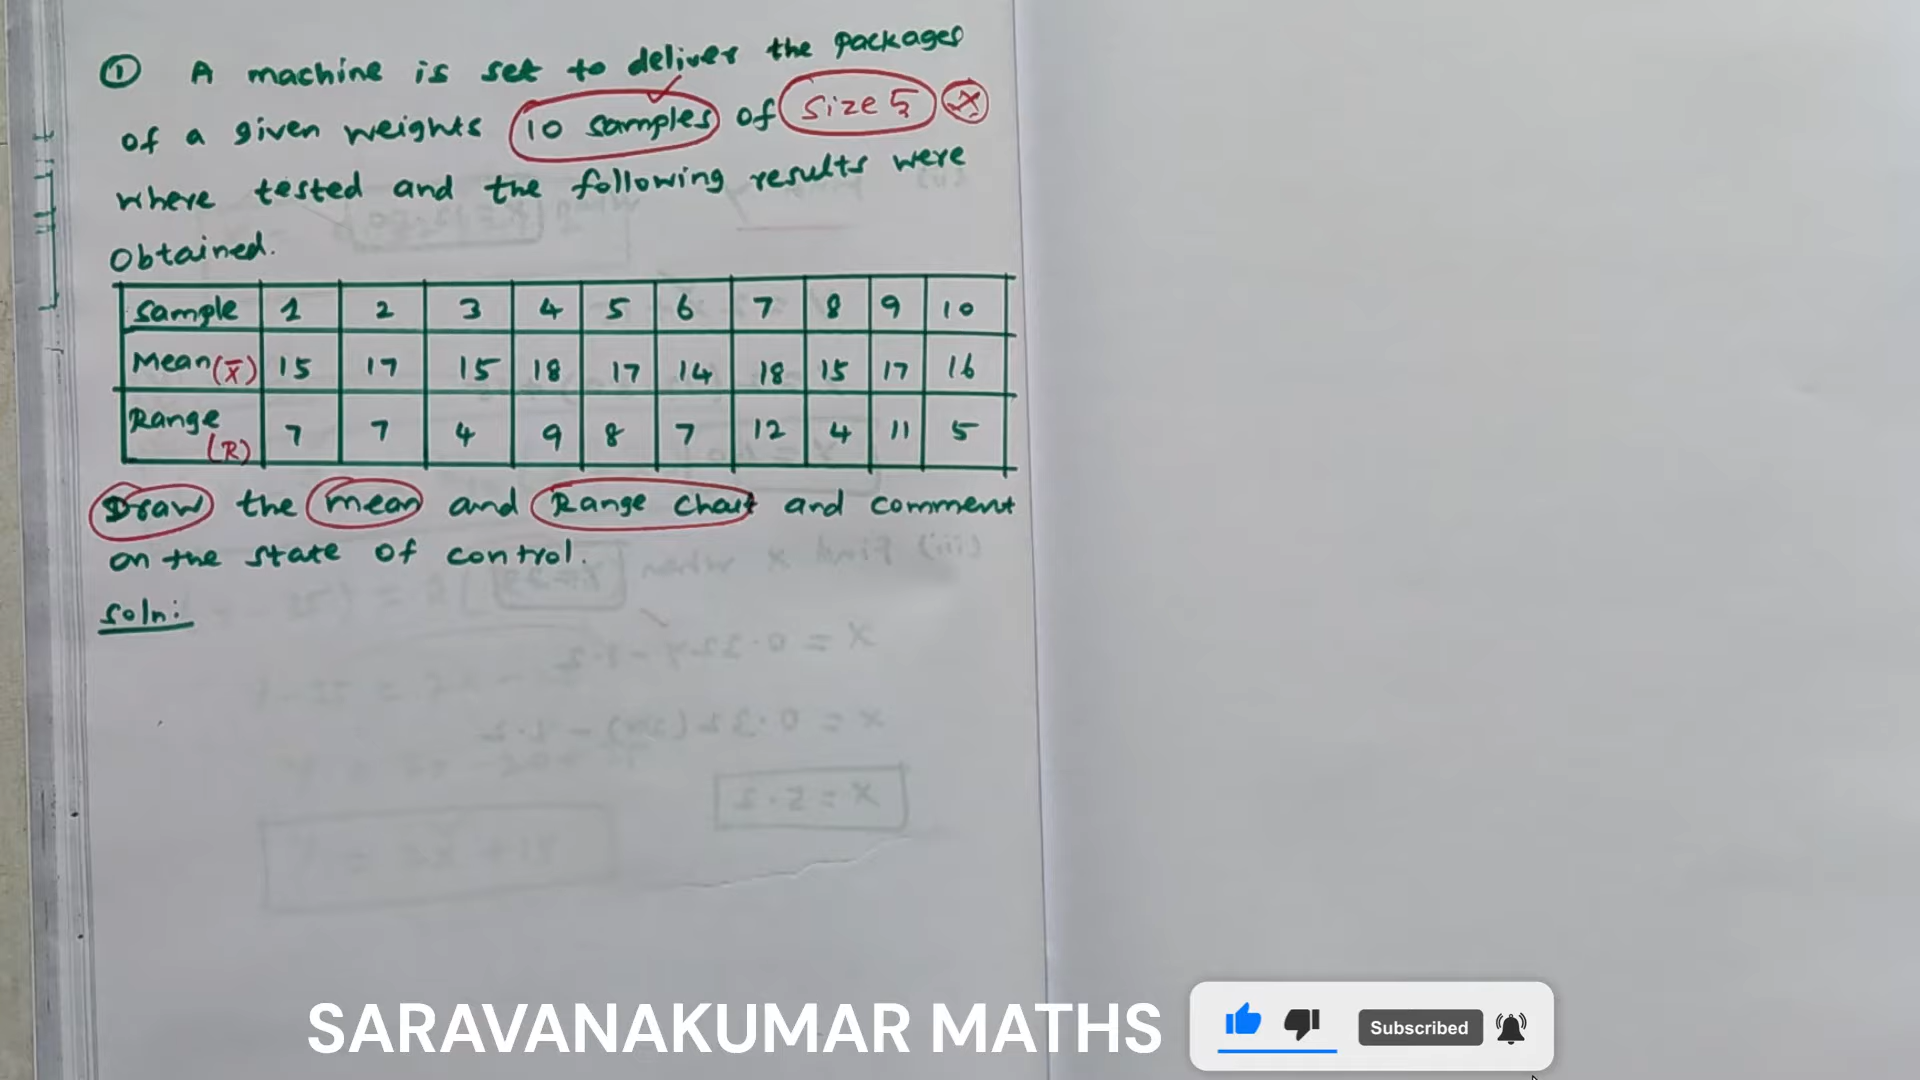 ① A machine is set to deliver the packages
of a given weights 10 samples of size 5
where tested and the following results were
obtained.
Sample 1 2 3 4 5 6 7 8 9 10
Mean(x̄) 15 17 15 18 17 14 18 15 17 16
Range (R) 7 7 4 9 8 7 12 4 11 5
Draw the mean and Range chart and comment
on the state of control.
Soln:
SARAVANAKUMAR MATHS
Subscribed